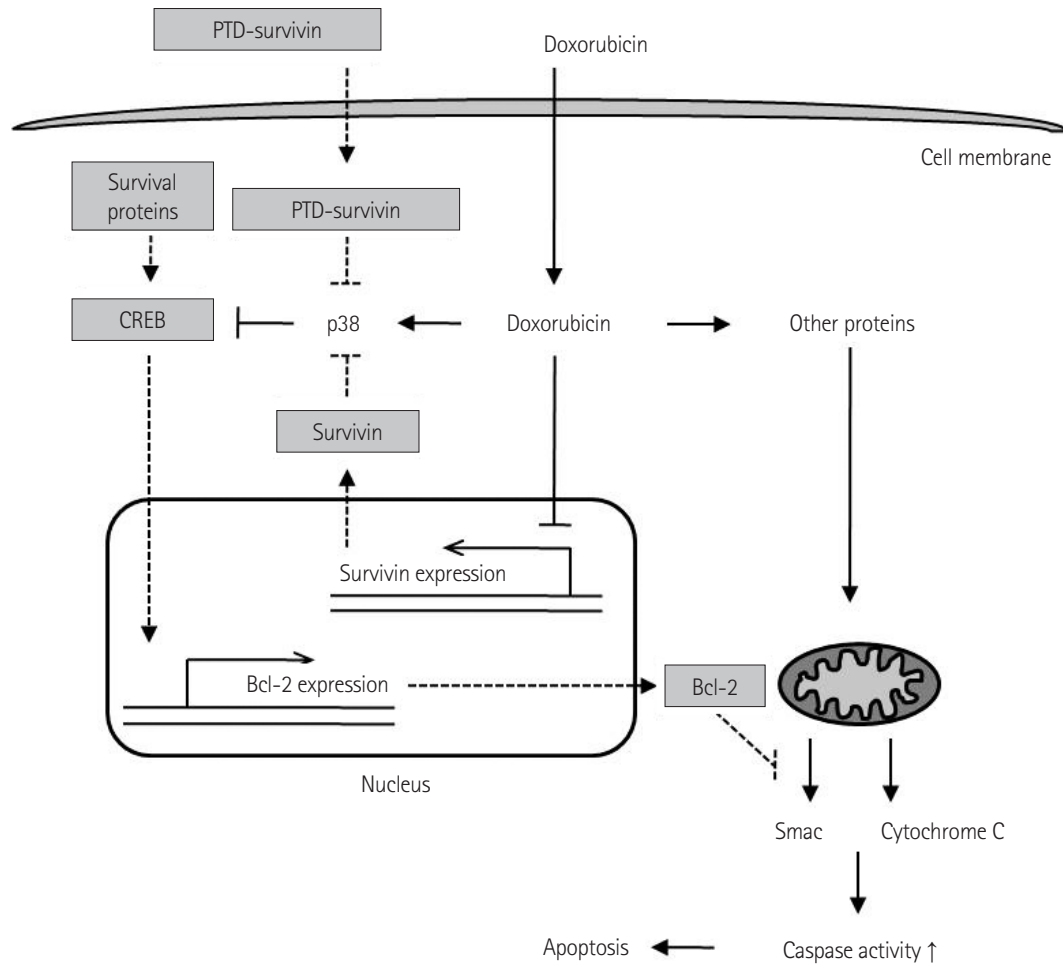 PTD-survivin
Doxorubicin
Cell membrane
Survival
proteins
PTD-survivin
CREB
p38
Doxorubicin
Other proteins
Survivin
Survivin expression
Bcl-2 expression
Bcl-2
Nucleus
Smac
Cytochrome C
Apoptosis
Caspase activity ↑